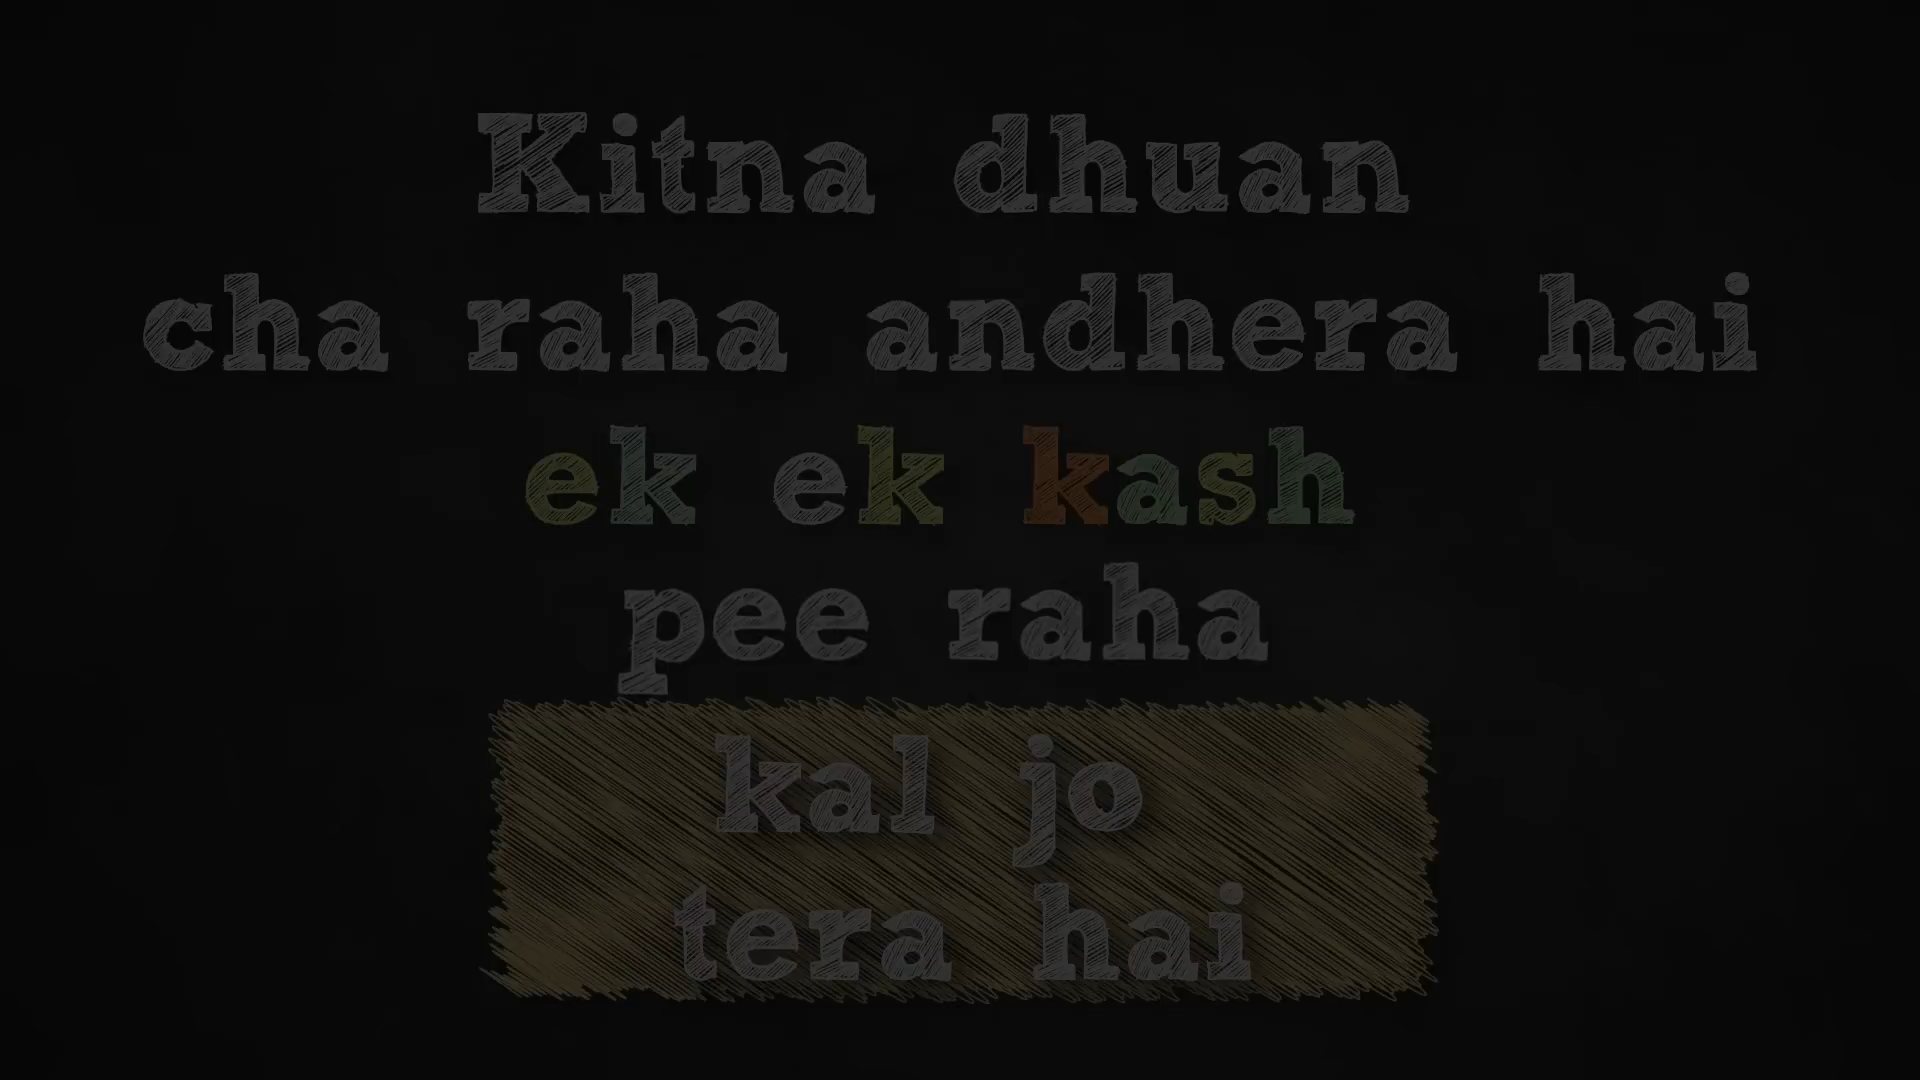 Kitna dhuan
cha raha andhera hai
ek ek kash
pee raha
kal jo
tera hai